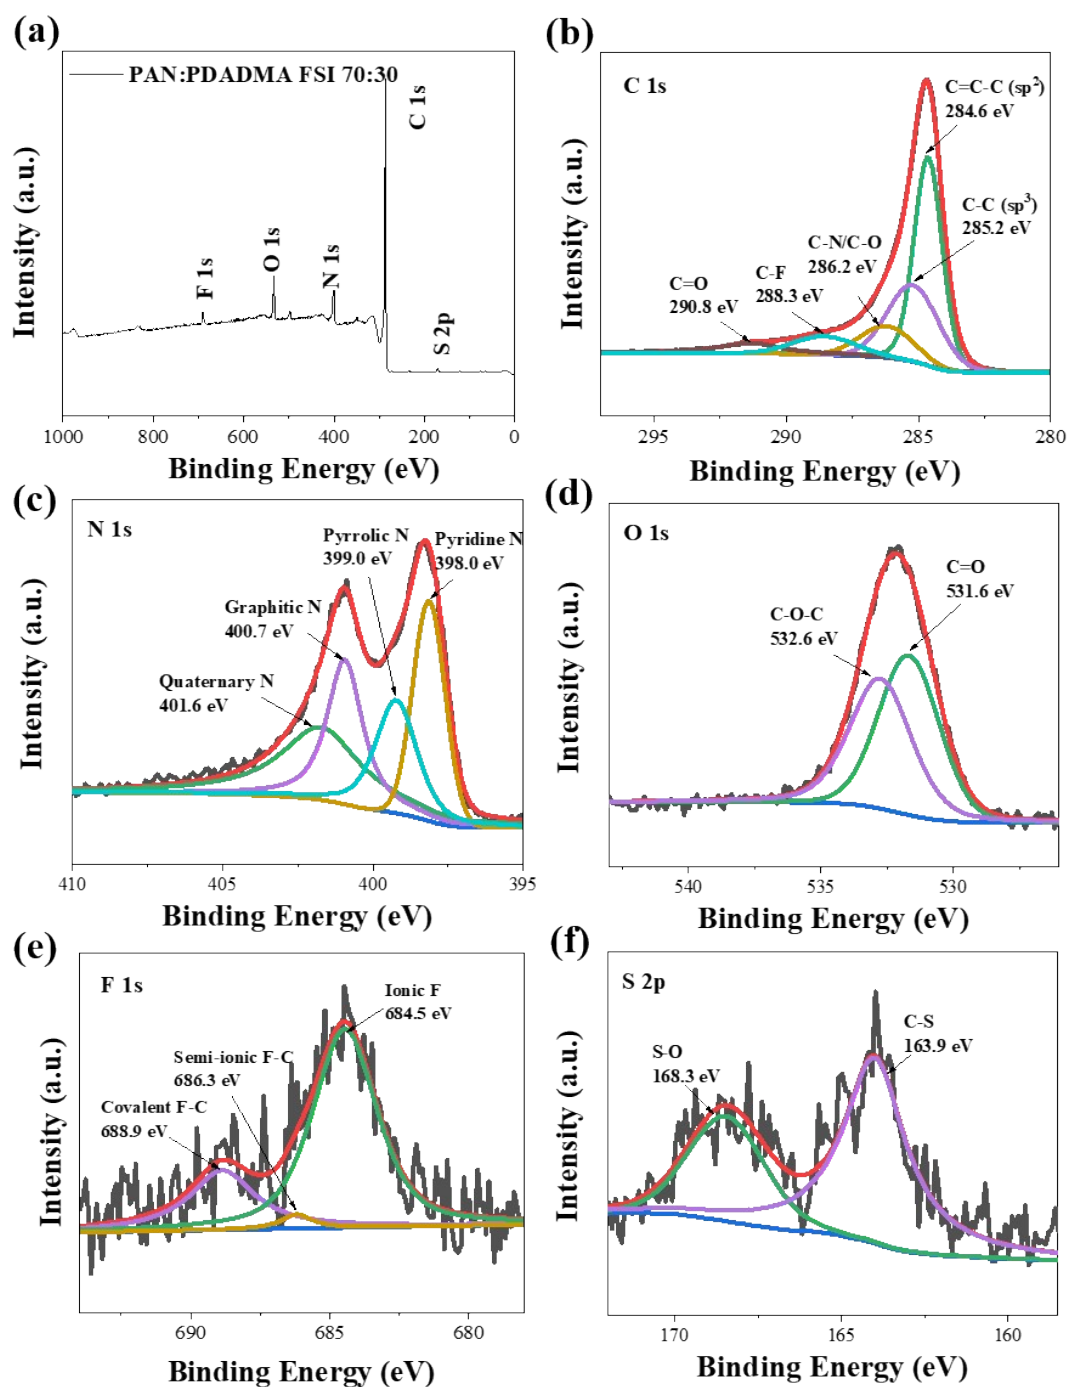 (a)
PAN:PDADMA FSI 70:30
F 1s
O 1s
N 1s
C 1s
S 2p
Intensity (a.u.)
1000 800 600 400 200 0
Binding Energy (eV)
(b)
C 1s
C=C-C (sp²)
284.6 eV
C-C (sp³)
285.2 eV
C-N/C-O
286.2 eV
C-F
288.3 eV
C=O
290.8 eV
Intensity (a.u.)
295 290 285 280
Binding Energy (eV)
(c)
N 1s
Pyrrolic N
399.0 eV
Pyridine N
398.0 eV
Graphitic N
400.7 eV
Quaternary N
401.6 eV
Intensity (a.u.)
410 405 400 395
Binding Energy (eV)
(d)
O 1s
C=O
531.6 eV
C-O-C
532.6 eV
Intensity (a.u.)
540 535 530
Binding Energy (eV)
(e)
F 1s
Ionic F
684.5 eV
Semi-ionic F-C
686.3 eV
Covalent F-C
688.9 eV
Intensity (a.u.)
690 685 680
Binding Energy (eV)
(f)
S 2p
C-S
163.9 eV
S-O
168.3 eV
Intensity (a.u.)
170 165 160
Binding Energy (eV)